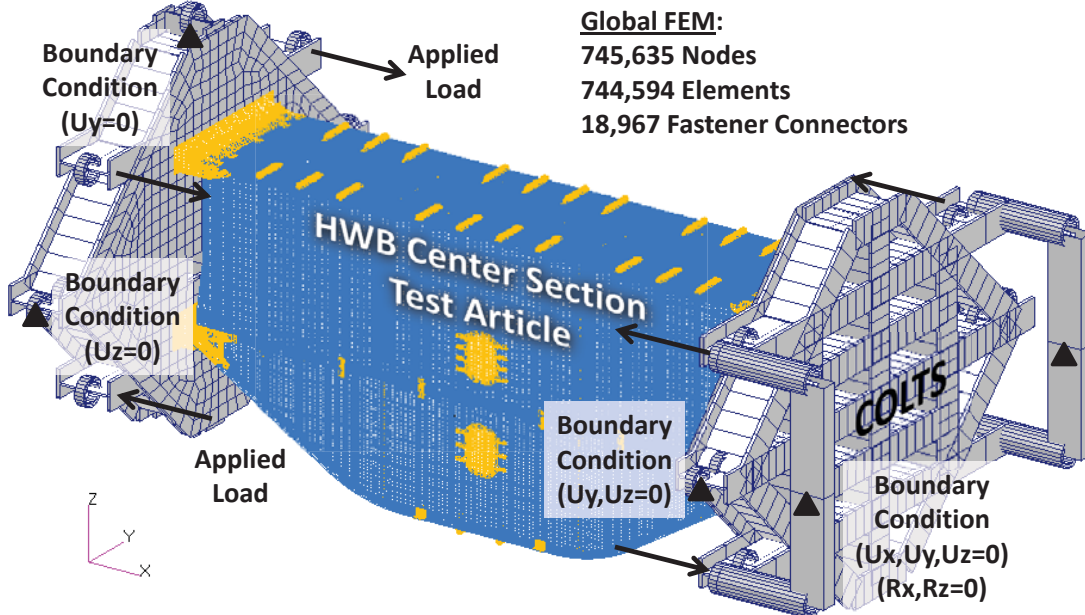 Global FEM:
745,635 Nodes
744,594 Elements
18,967 Fastener Connectors
Boundary
Condition
(Uy=0)
Applied
Load
HWB Center Section
Test Article
Boundary
Condition
(Uz=0)
COLTS
Boundary
Condition
(Uy,Uz=0)
Applied
Load
Boundary
Condition
(Ux,Uy,Uz=0)
(Rx,Rz=0)
Z
Y
X